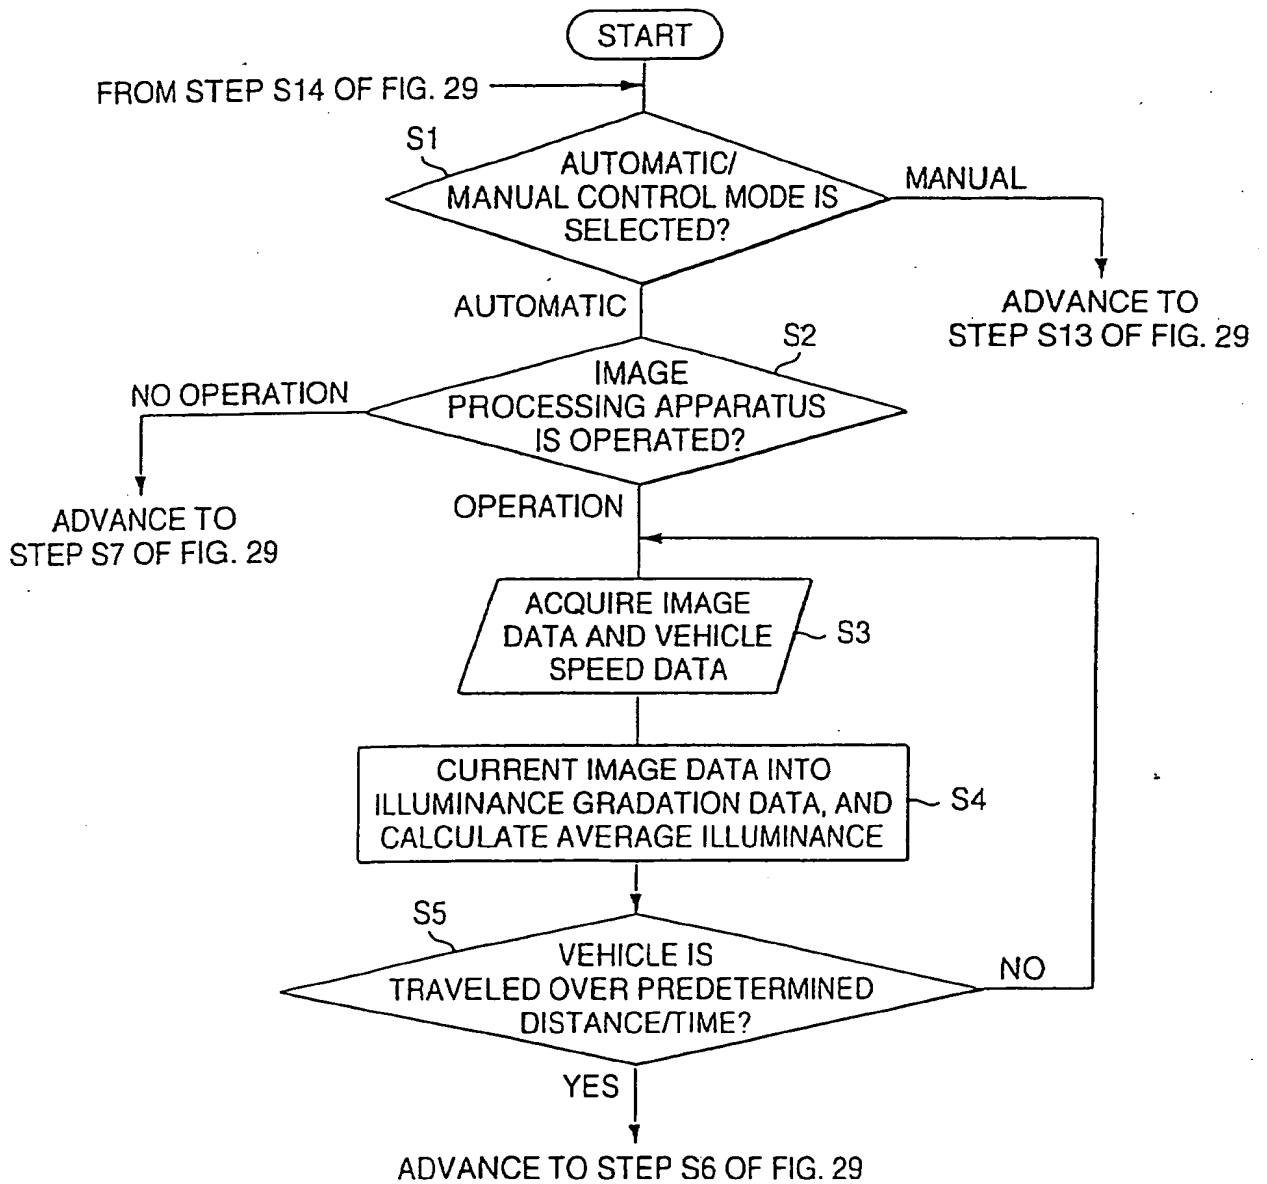 START
FROM STEP S14 OF FIG. 29
S1
AUTOMATIC/
MANUAL CONTROL MODE IS
SELECTED?
MANUAL
ADVANCE TO
STEP S13 OF FIG. 29
AUTOMATIC
S2
IMAGE
PROCESSING APPARATUS
IS OPERATED?
NO OPERATION
ADVANCE TO
STEP S7 OF FIG. 29
OPERATION
ACQUIRE IMAGE
DATA AND VEHICLE
SPEED DATA
S3
CURRENT IMAGE DATA INTO
ILLUMINANCE GRADATION DATA, AND
CALCULATE AVERAGE ILLUMINANCE
S4
S5
VEHICLE IS
TRAVELED OVER PREDETERMINED
DISTANCE/TIME?
NO
YES
ADVANCE TO STEP S6 OF FIG. 29